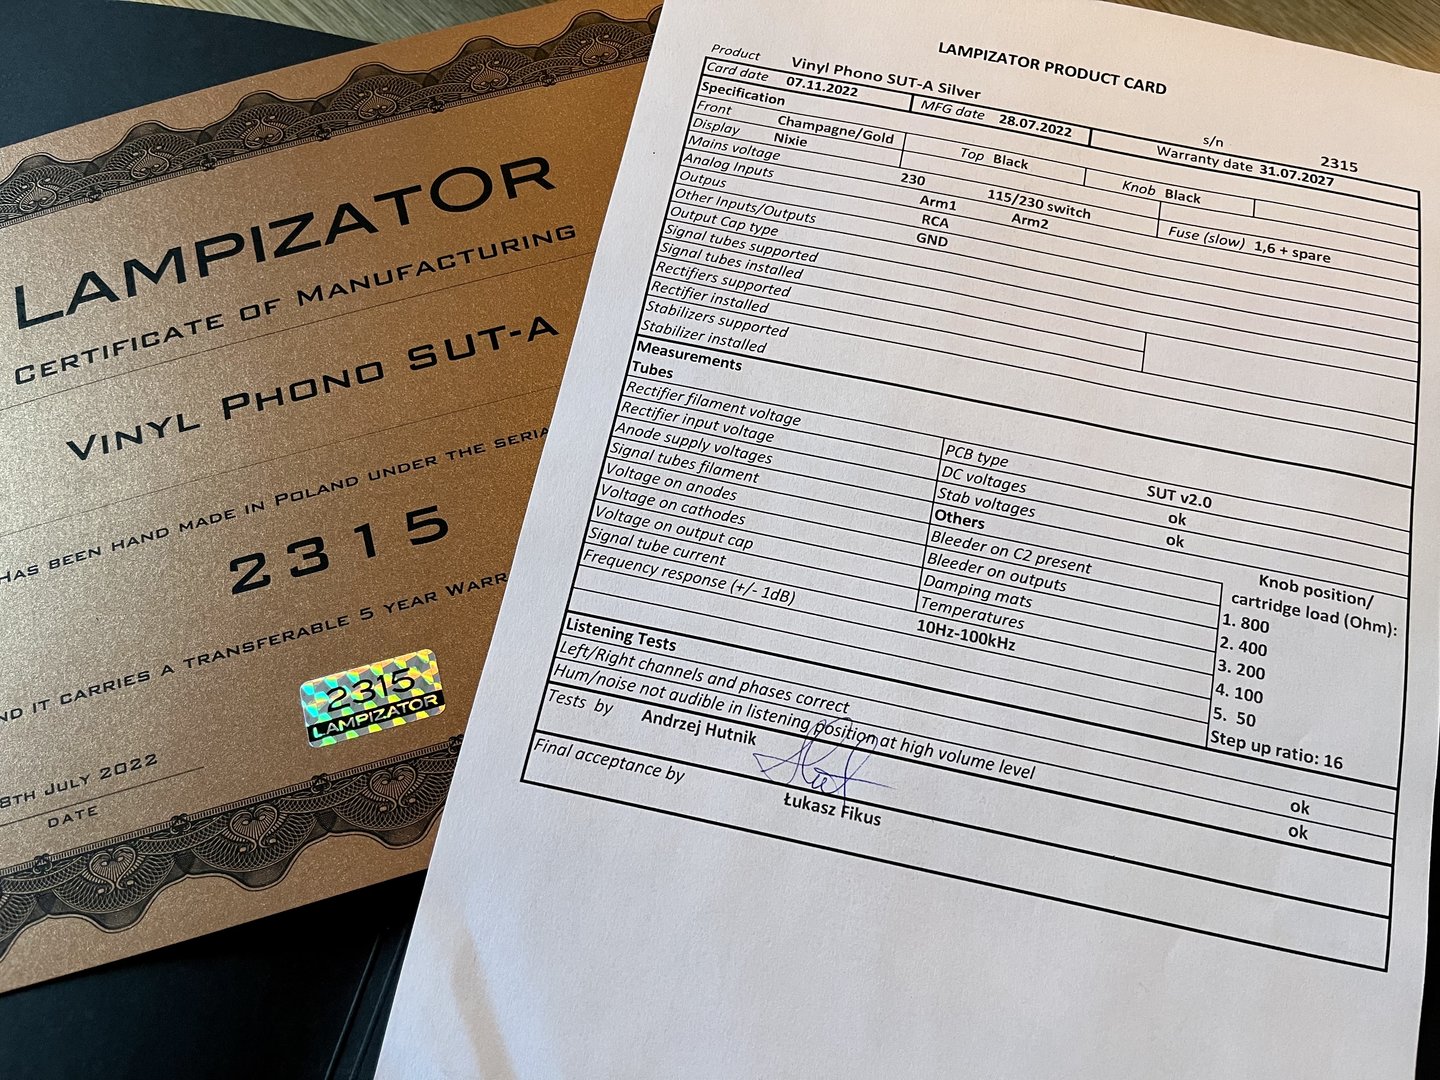 LAMPIZATOR
CERTIFICATE OF MANUFACTURING
VINYL PHONO SUT-A
HAS BEEN HAND MADE IN POLAND UNDER THE
2315
IT CARRIES A TRANSFERABLE 5 YEAR
2315
LAMPIZATOR
8TH JULY 2022
DATE
LAMPIZATOR PRODUCT CARD
Product Vinyl Phono SUT-A Silver s/n 2315
Card date 07.11.2022 MFG date 28.07.2022 Warranty date 31.07.2027
Specification
Front Champagne/Gold Top Black Knob Black
Display Nixie
Mains voltage 230 115/230 switch Fuse (slow) 1,6 + spare
Analog Inputs Arm1 Arm2
Outpus RCA
Other Inputs/Outputs GND
Output Cap type
Signal tubes supported
Signal tubes installed
Rectifiers supported
Rectifier installed
Stabilizers supported
Stabilizer installed
Measurements
Tubes
Rectifier filament voltage PCB type SUT v2.0
Rectifier input voltage DC voltages ok
Anode supply voltages Stab voltages ok
Signal tubes filament Others
Voltage on anodes Bleeder on C2 present
Voltage on cathodes Bleeder on outputs
Voltage on output cap Damping mats
Signal tube current Temperatures
Frequency response (+/- 1dB) 10Hz-100kHz
Knob position/
cartridge load (Ohm):
1. 800
2. 400
3. 200
4. 100
5. 50
Step up ratio: 16
Listening Tests
Left/Right channels and phases correct ok
Hum/noise not audible in listening position at high volume level ok
Tests by Andrzej Hutnik
Final acceptance by Łukasz Fikus